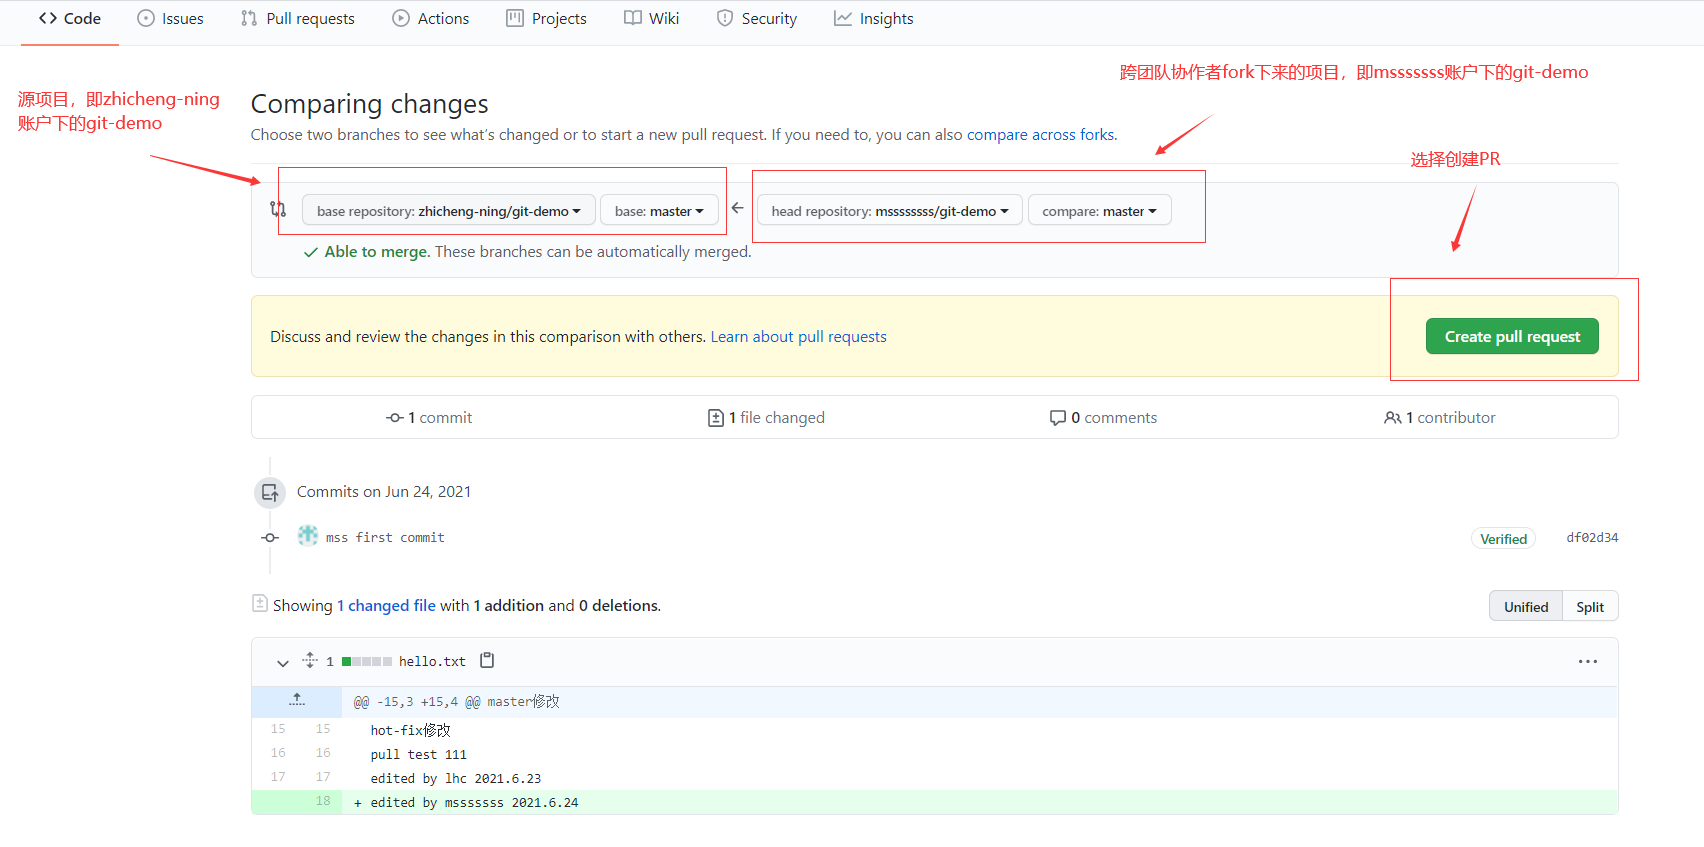 Code Issues Pull requests Actions Projects Wiki Security Insights
跨团队协作者fork下来的项目，即msssssss账户下的git-demo
源项目，即zhicheng-ning
账户下的git-demo
Comparing changes
Choose two branches to see what's changed or to start a new pull request. If you need to, you can also compare across forks.
选择创建PR
base repository: zhicheng-ning/git-demo base: master head repository: mssssssss/git-demo compare: master
Able to merge. These branches can be automatically merged.
Discuss and review the changes in this comparison with others. Learn about pull requests Create pull request
1 commit 1 file changed 0 comments 1 contributor
Commits on Jun 24, 2021
mss first commit Verified df02d34
Showing 1 changed file with 1 addition and 0 deletions. Unified Split
1 hello.txt
@@ -15,3 +15,4 @@ master修改
15 15 hot-fix修改
16 16 pull test 111
17 17 edited by lhc 2021.6.23
18 + edited by msssssss 2021.6.24